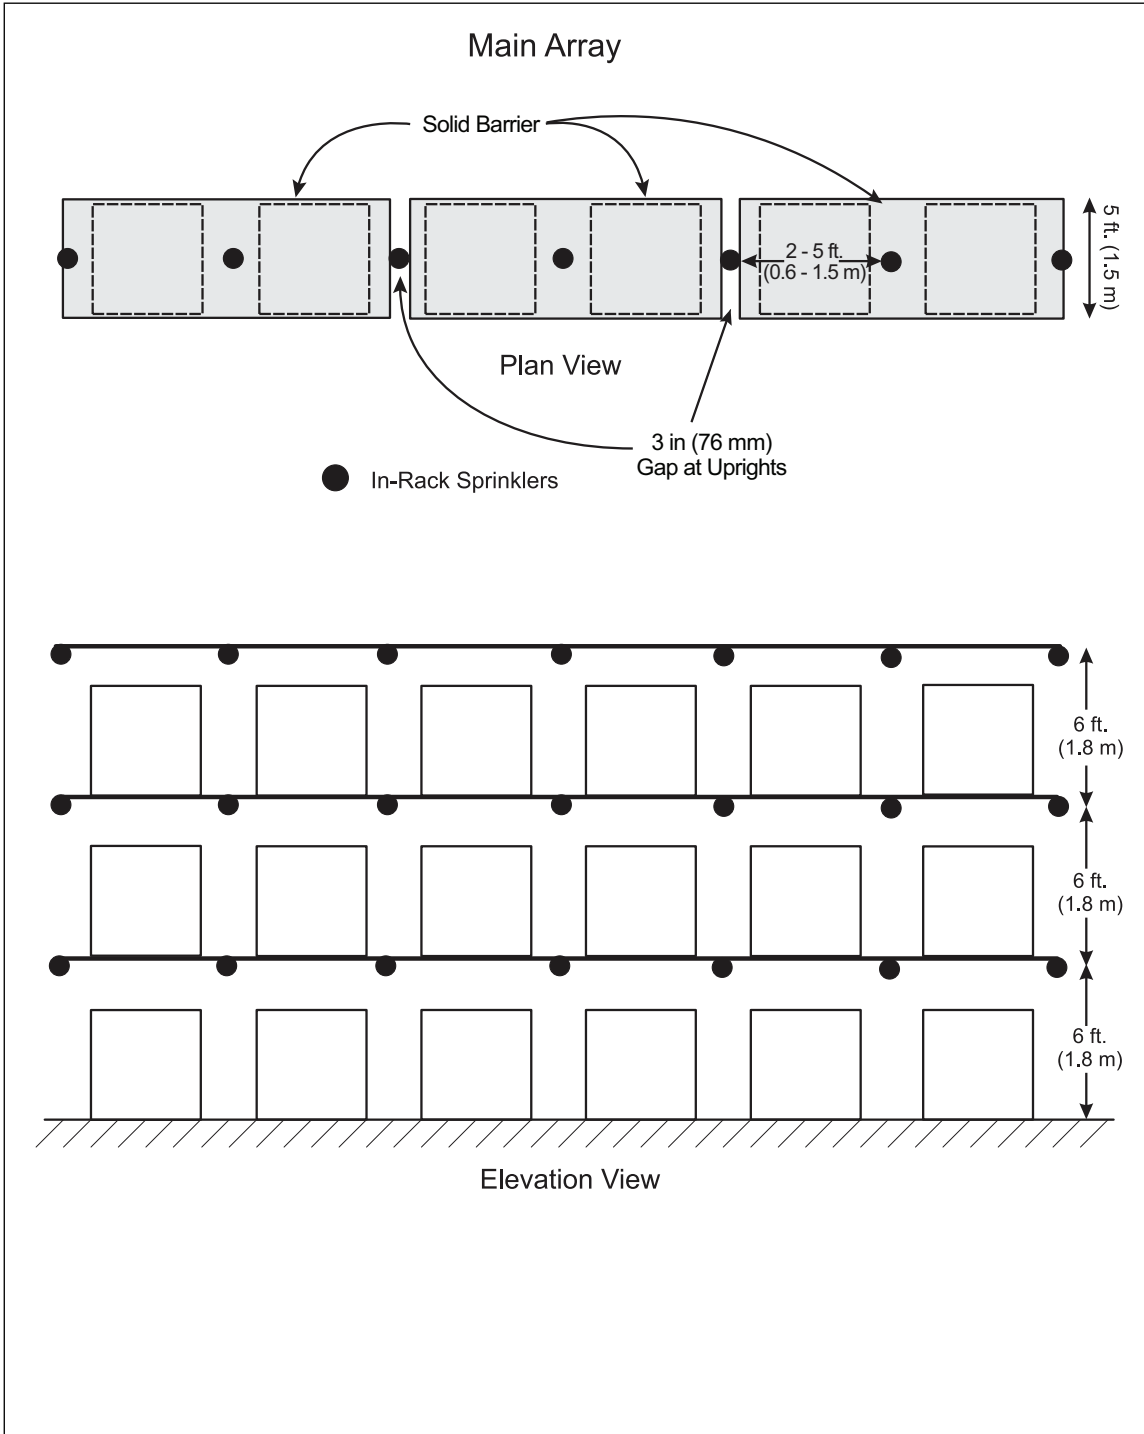 Main Array
Solid Barrier
2 - 5 ft.
(0.6 - 1.5 m)
5 ft. (1.5 m)
Plan View
3 in (76 mm)
Gap at Uprights
In-Rack Sprinklers
6 ft.
(1.8 m)
6 ft.
(1.8 m)
6 ft.
(1.8 m)
Elevation View